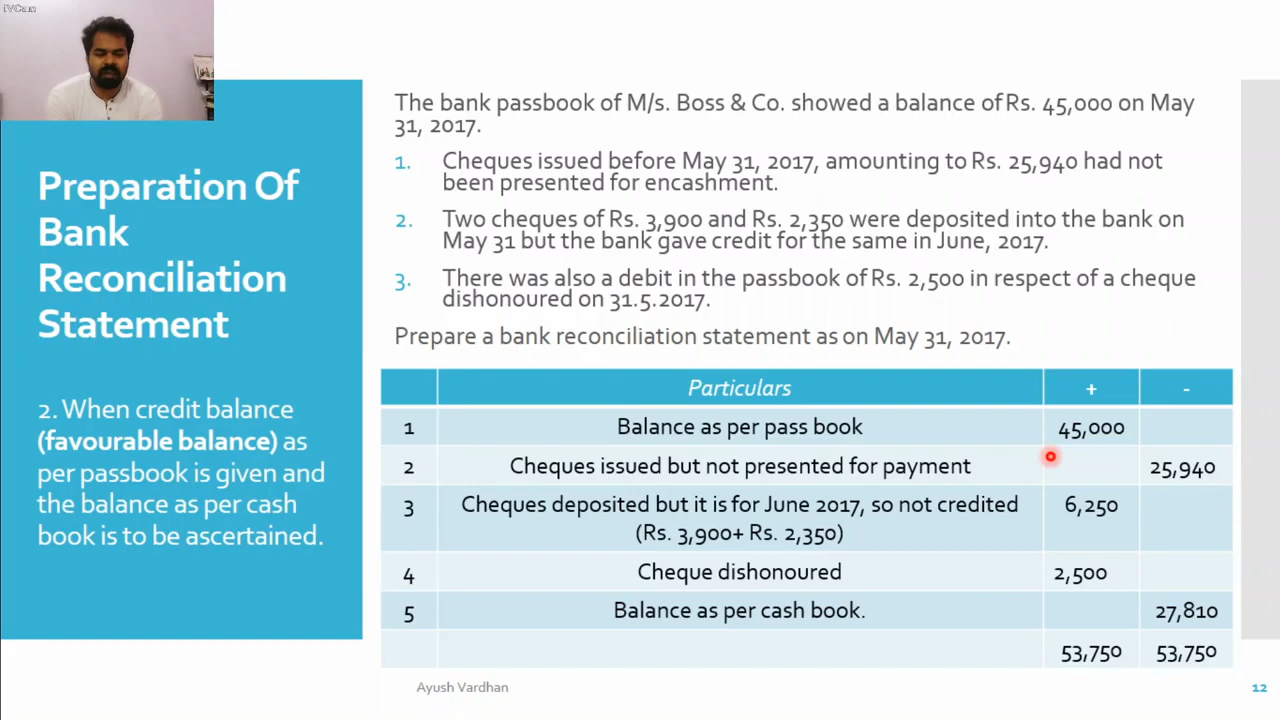 iVCam
Preparation Of
Bank
Reconciliation
Statement
2. When credit balance
(favourable balance) as
per passbook is given and
the balance as per cash
book is to be ascertained.
The bank passbook of M/s. Boss & Co. showed a balance of Rs. 45,000 on May
31, 2017.
1. Cheques issued before May 31, 2017, amounting to Rs. 25,940 had not
been presented for encashment.
2. Two cheques of Rs. 3,900 and Rs. 2,350 were deposited into the bank on
May 31 but the bank gave credit for the same in June, 2017.
3. There was also a debit in the passbook of Rs. 2,500 in respect of a cheque
dishonoured on 31.5.2017.
Prepare a bank reconciliation statement as on May 31, 2017.
Particulars + -
1 Balance as per pass book 45,000
2 Cheques issued but not presented for payment 25,940
3 Cheques deposited but it is for June 2017, so not credited 6,250
(Rs. 3,900+ Rs. 2,350)
4 Cheque dishonoured 2,500
5 Balance as per cash book. 27,810
53,750 53,750
Ayush Vardhan 12